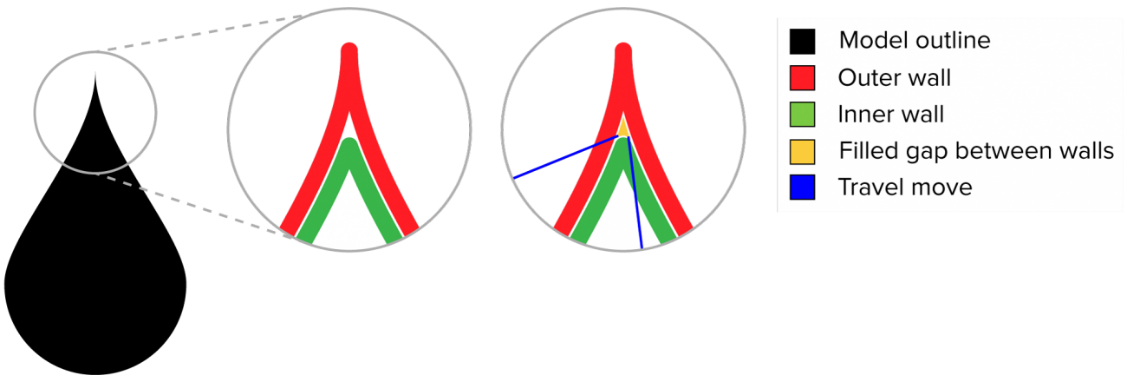 Model outline
Outer wall
Inner wall
Filled gap between walls
Travel move